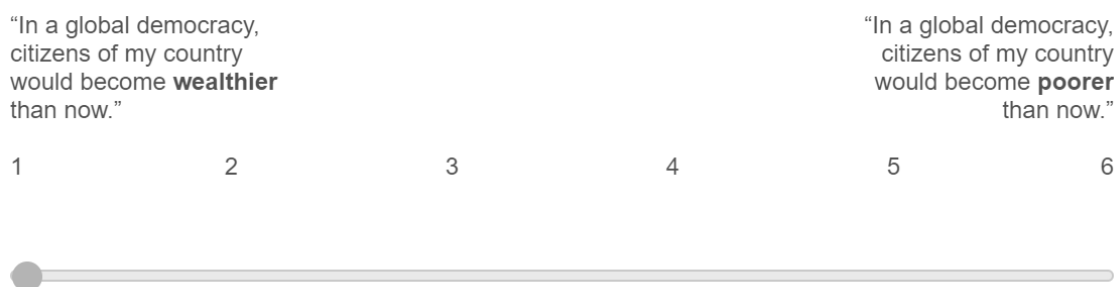 “In a global democracy,
citizens of my country
would become wealthier
than now.”
“In a global democracy,
citizens of my country
would become poorer
than now.”
1 2 3 4 5 6